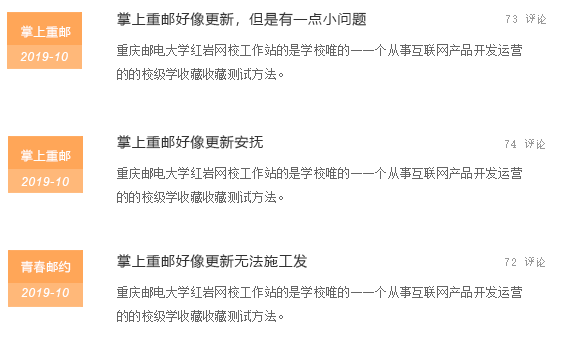 掌上重邮
2019-10
掌上重邮好像更新，但是有一点小问题
73 评论
重庆邮电大学红岩网校工作站的是学校唯的一一个从事互联网产品开发运营
的的校级学收藏收藏测试方法。
掌上重邮
2019-10
掌上重邮好像更新安抚
74 评论
重庆邮电大学红岩网校工作站的是学校唯的一一个从事互联网产品开发运营
的的校级学收藏收藏测试方法。
青春邮约
2019-10
掌上重邮好像更新无法施工发
72 评论
重庆邮电大学红岩网校工作站的是学校唯的一一个从事互联网产品开发运营
的的校级学收藏收藏测试方法。